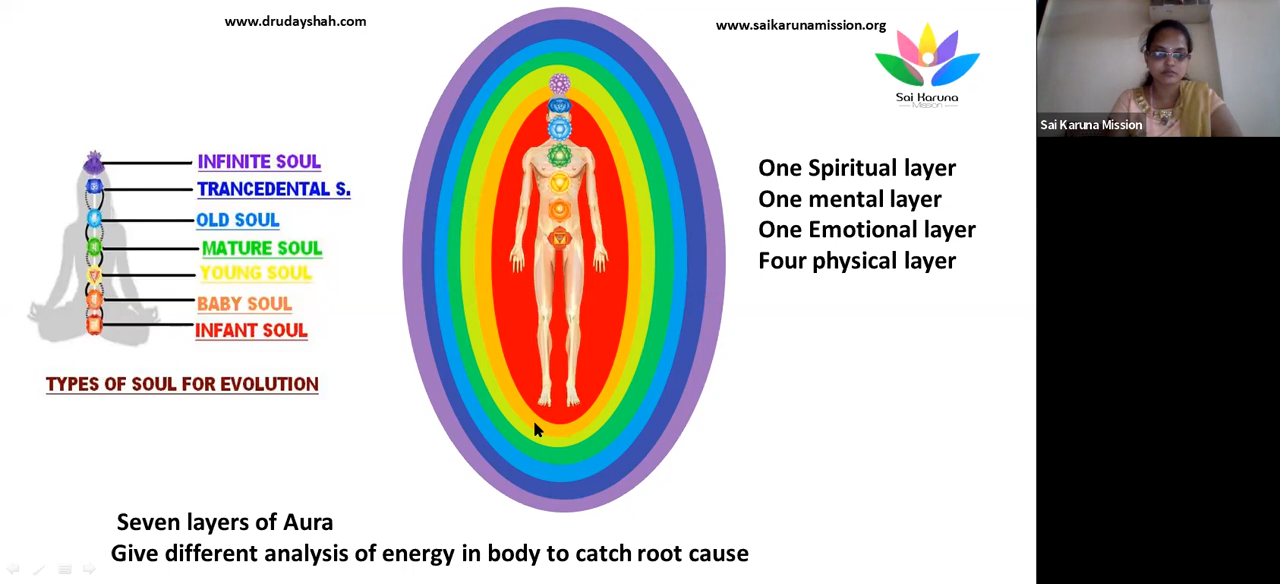 www.drudayshah.com
www.saikarunamission.org
Sai Karuna
Mission
Sai Karuna Mission
INFINITE SOUL
TRANCEDENTAL S.
OLD SOUL
MATURE SOUL
YOUNG SOUL
BABY SOUL
INFANT SOUL
TYPES OF SOUL FOR EVOLUTION
One Spiritual layer
One mental layer
One Emotional layer
Four physical layer
Seven layers of Aura
Give different analysis of energy in body to catch root cause